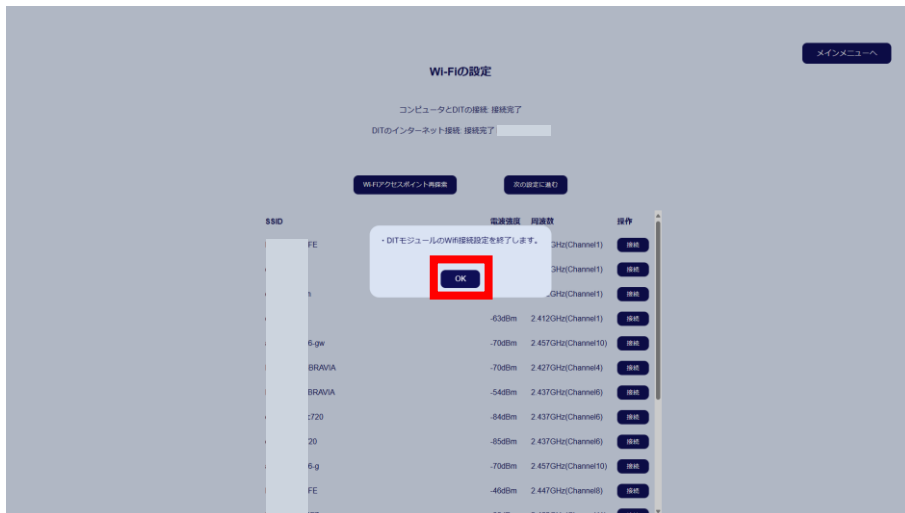 メインメニューへ
Wi-Fiの設定
コンピュータとDITの接続 接続完了
DITのインターネット接続 接続完了
Wi-Fiアクセスポイント再探索 次の設定に進む
SSID 電波強度 周波数 操作
FE GHz(Channel1) 接続
・DITモジュールのWifi接続設定を終了します。
GHz(Channel1) 接続
OK
GHz(Channel1) 接続
-63dBm 2.412GHz(Channel1) 接続
6-gw -70dBm 2.457GHz(Channel10) 接続
BRAVIA -70dBm 2.427GHz(Channel4) 接続
BRAVIA -54dBm 2.437GHz(Channel6) 接続
720 -84dBm 2.437GHz(Channel6) 接続
20 -85dBm 2.437GHz(Channel6) 接続
6-g -70dBm 2.457GHz(Channel10) 接続
FE -46dBm 2.447GHz(Channel8) 接続